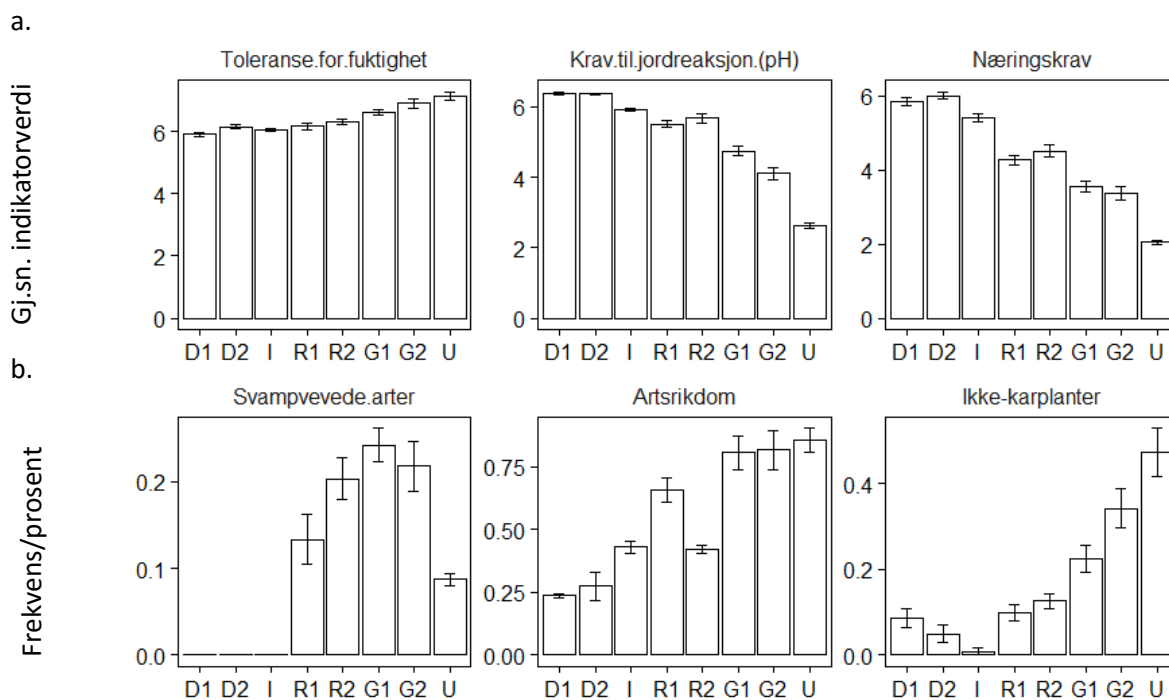 a.
Toleranse.for.fuktighet Krav.til.jordreaksjon.(pH) Næringskrav
Gj.sn. indikatorverdi
6 6 6
4 4 4
2 2 2
0 0 0
D1 D2 I R1 R2 G1 G2 U D1 D2 I R1 R2 G1 G2 U D1 D2 I R1 R2 G1 G2 U
b.
Svampvevede.arter Artsrikdom Ikke-karplanter
Frekvens/prosent
0.2 0.75 0.4
0.1 0.50 0.2
0.25
0.0 0.00 0.0
D1 D2 I R1 R2 G1 G2 U D1 D2 I R1 R2 G1 G2 U D1 D2 I R1 R2 G1 G2 U